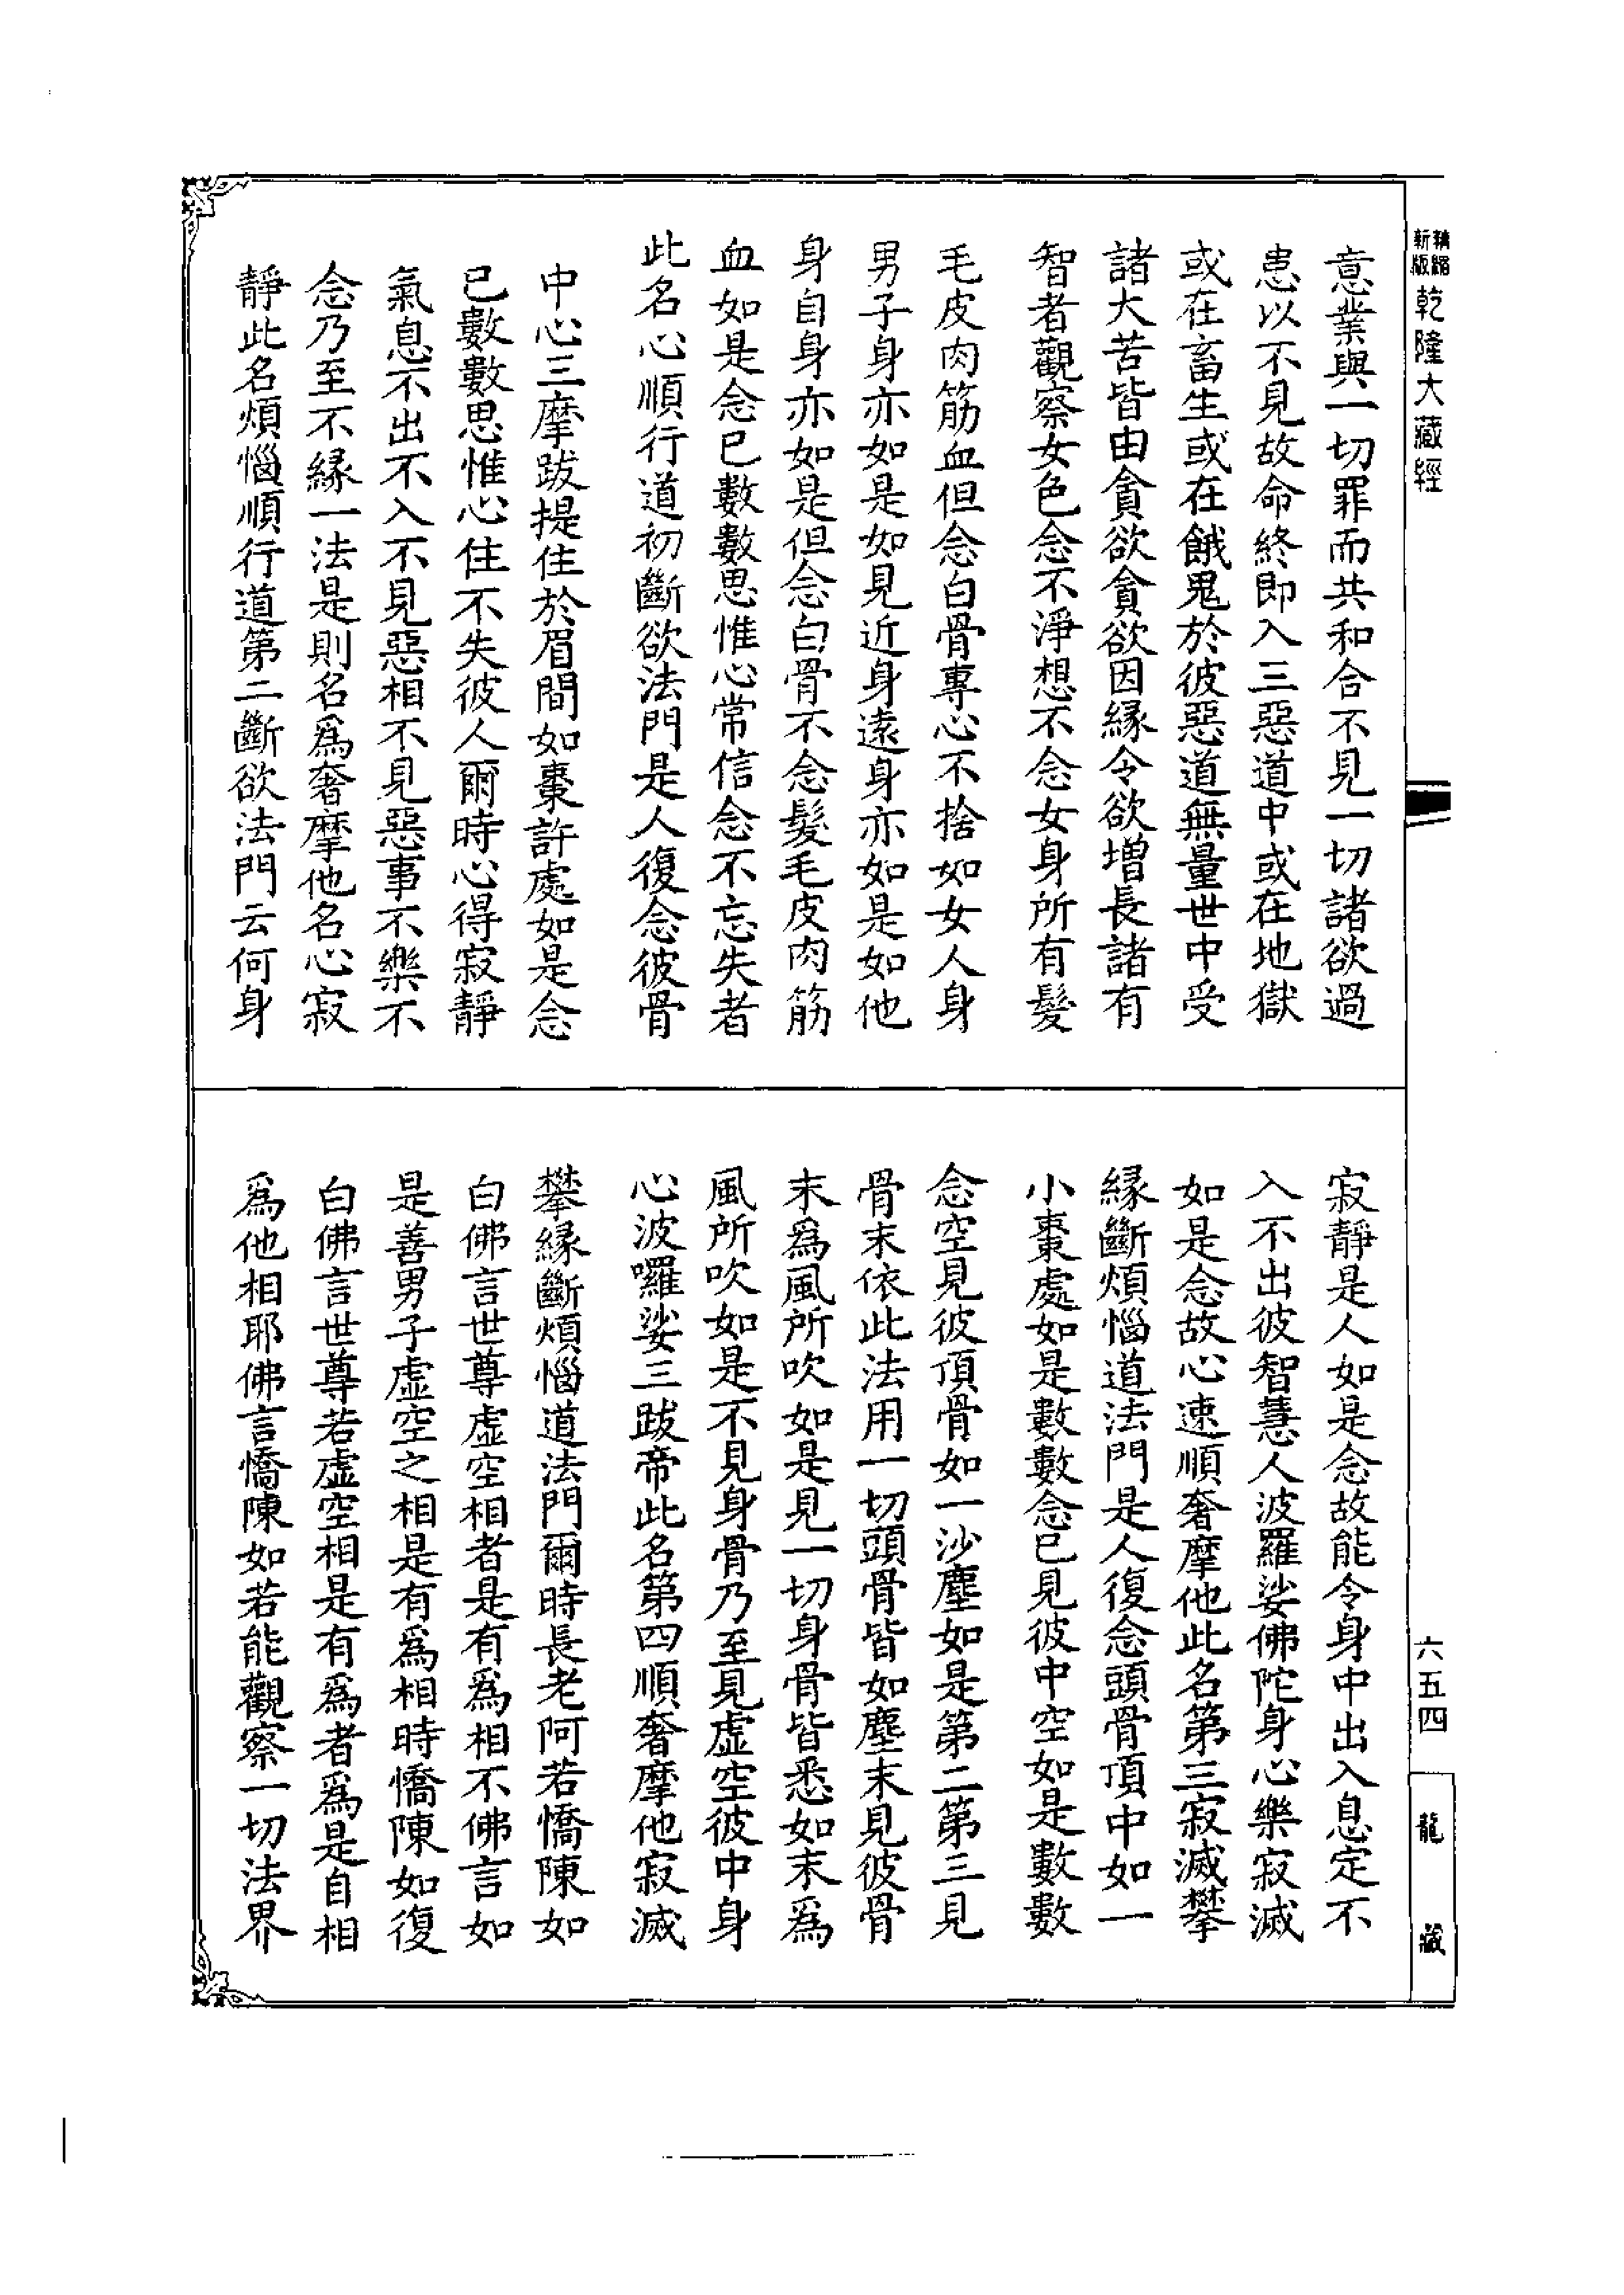 新版 精縮 乾隆大藏經
意業與一切罪而共和合不見一切諸欲過
患以不見故命終即入三惡道中或在地獄
或在畜生或在餓鬼於彼惡道無量世中受
諸大苦皆由貪欲貪欲因緣令欲增長諸有
智者觀察女色念不淨想不念女身所有髮
毛皮肉筋血但念白骨專心不捨如女人身
男子身亦如是如見近身遠身亦如是如他
身自身亦如是但念白骨不念髮毛皮肉筋
血如是念已數數思惟心常信念不忘失者
此名心順行道初斷欲法門是人復念彼骨
中心三摩跋提住於眉間如棗許處如是念
已數數思惟心住不失彼人爾時心得寂靜
氣息不出不入不見惡相不見惡事不樂不
念乃至不緣一法是則名爲奢摩他名心寂
靜此名煩惱順行道第二斷欲法門云何身
寂靜是人如是念故能令身中出入息定不
入不出彼智慧人波羅娑佛陀身心樂寂滅
如是念故心速順奢摩他此名第三寂滅攀
緣斷煩惱道法門是人復念頭骨頂中如一
小棗處如是數數念已見彼中空如是數數
念空見彼頂骨如一沙塵如是第二第三見
骨末依此法用一切頭骨皆如塵末見彼骨
末爲風所吹如是見一切身骨皆悉如末爲
風所吹如是不見身骨乃至見虛空彼中身
心波囉娑三跋帝此名第四順奢摩他寂滅
攀緣斷煩惱道法門爾時長老阿若憍陳如
白佛言世尊虛空相者是有爲相不佛言如
是善男子虛空之相是有爲相時憍陳如復
白佛言世尊若虛空相是有爲者爲是自相
爲他相耶佛言憍陳如若能觀察一切法界
六五四
龍藏